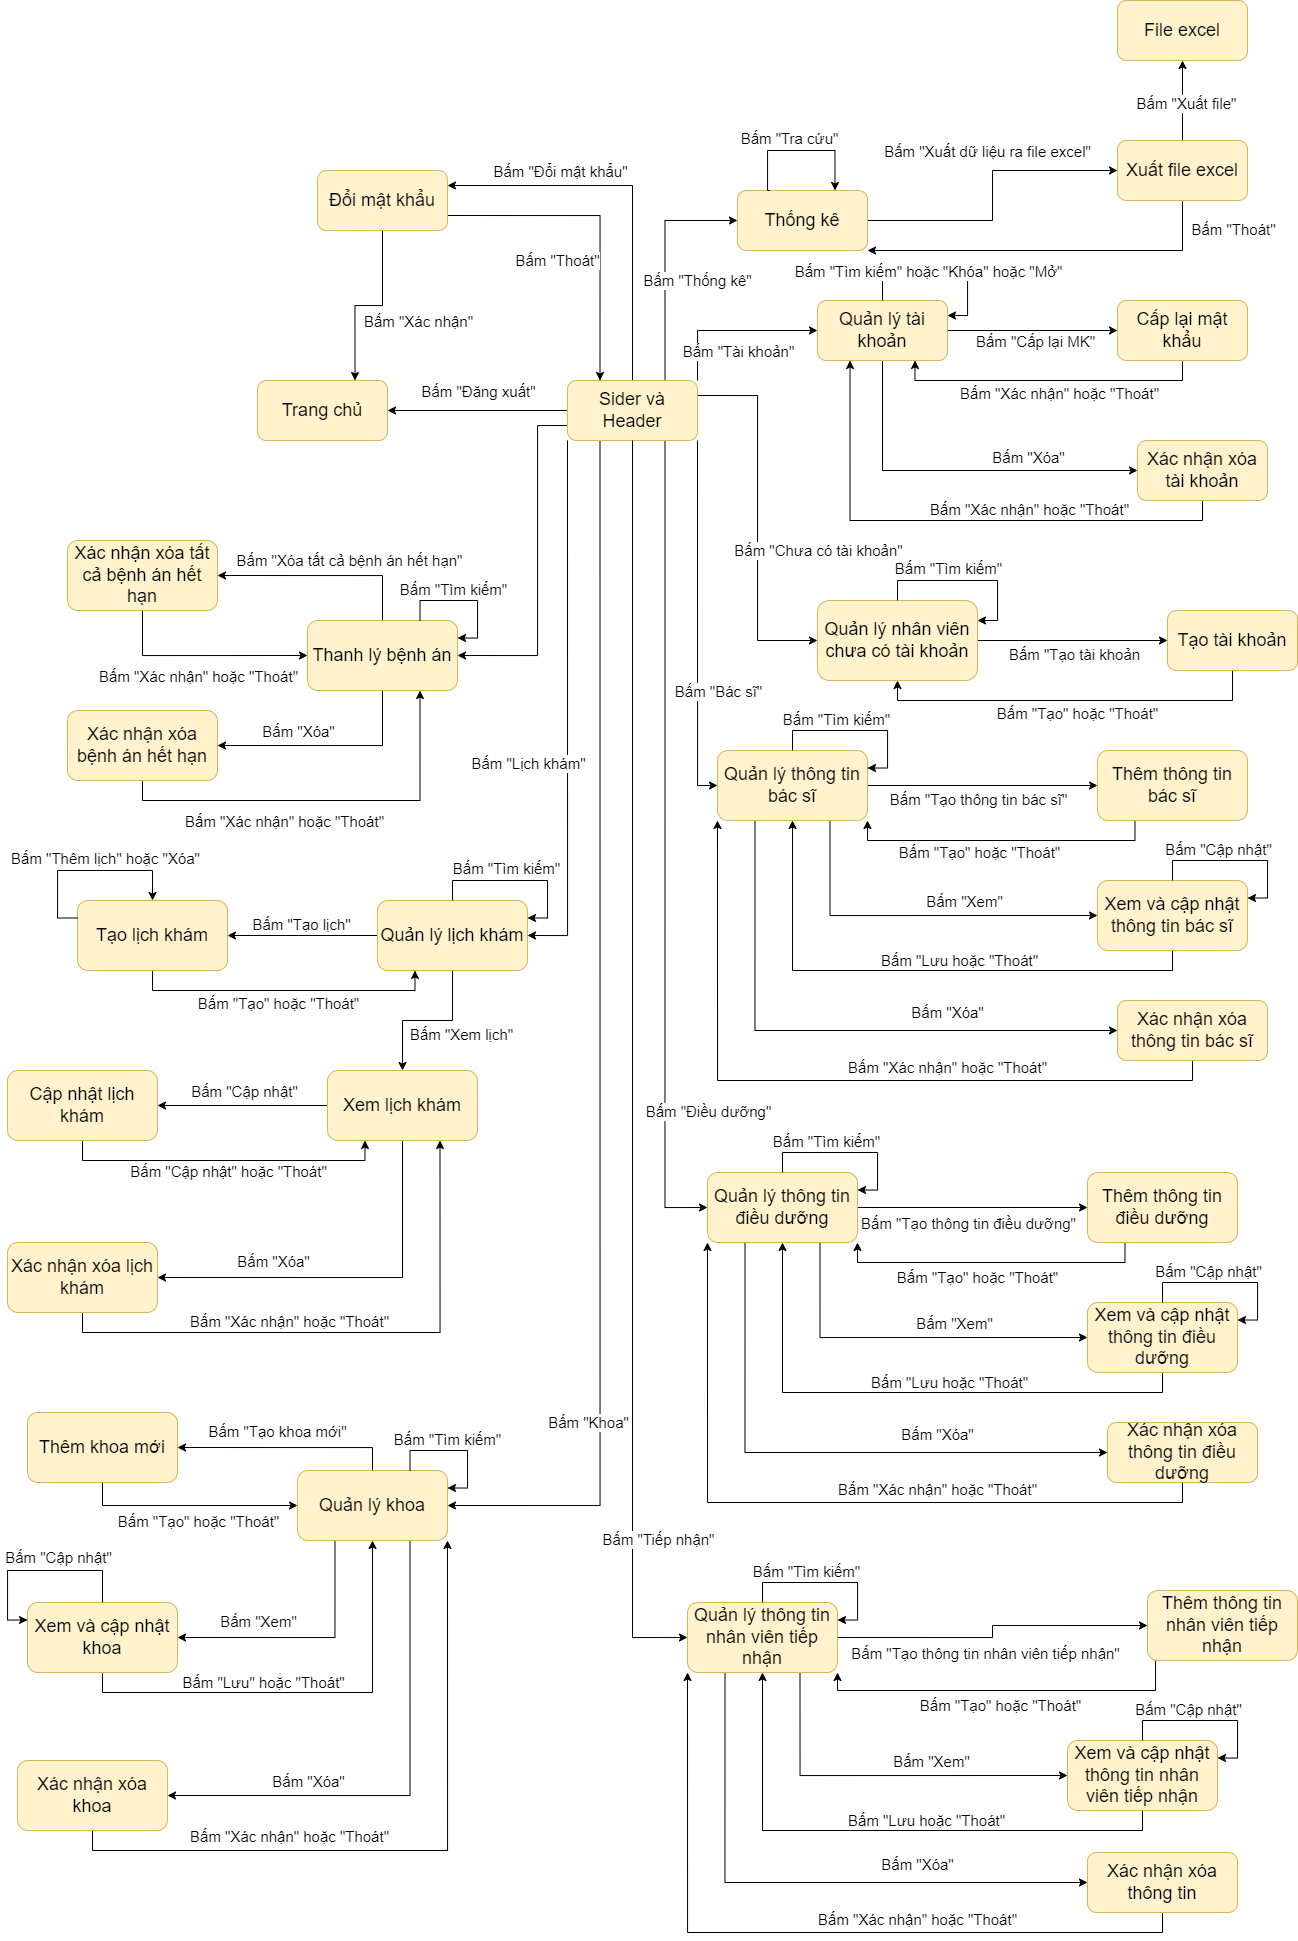 File excel
Bấm "Xuất file"
Bấm "Tra cứu"
Bấm "Xuất dữ liệu ra file excel"
Xuất file excel
Bấm "Đổi mật khẩu"
Đổi mật khẩu
Thống kê
Bấm "Thoát"
Bấm "Thoát"
Bấm "Thống kê"
Bấm "Tìm kiếm" hoặc "Khóa" hoặc "Mở"
Bấm "Xác nhận"
Quản lý tài
khoản
Cấp lại mật
khẩu
Bấm "Cấp lại MK"
Bấm "Tài khoản"
Bấm "Đăng xuất"
Bấm "Xác nhận" hoặc "Thoát"
Trang chủ
Sider và
Header
Bấm "Xóa"
Xác nhận xóa
tài khoản
Bấm "Xác nhận" hoặc "Thoát"
Bấm "Chưa có tài khoản"
Xác nhận xóa tất
cả bệnh án hết
hạn
Bấm "Xóa tất cả bệnh án hết hạn"
Bấm "Tìm kiếm"
Bấm "Tìm kiếm"
Thanh lý bệnh án
Quản lý nhân viên
chưa có tài khoản
Tạo tài khoản
Bấm "Tạo tài khoản
Bấm "Xác nhận" hoặc "Thoát"
Bấm "Bác sĩ"
Bấm "Tạo" hoặc "Thoát"
Bấm "Tìm kiếm"
Xác nhận xóa
bệnh án hết hạn
Bấm "Xóa"
Bấm "Lịch khám"
Quản lý thông tin
bác sĩ
Thêm thông tin
bác sĩ
Bấm "Tạo thông tin bác sĩ"
Bấm "Xác nhận" hoặc "Thoát"
Bấm "Tạo" hoặc "Thoát"
Bấm "Thêm lịch" hoặc "Xóa"
Bấm "Tìm kiếm"
Bấm "Cập nhật"
Bấm "Xem"
Xem và cập nhật
thông tin bác sĩ
Tạo lịch khám
Bấm "Tạo lịch"
Quản lý lịch khám
Bấm "Lưu hoặc "Thoát"
Bấm "Tạo" hoặc "Thoát"
Bấm "Xóa"
Xác nhận xóa
thông tin bác sĩ
Bấm "Xem lịch"
Bấm "Xác nhận" hoặc "Thoát"
Cập nhật lịch
khám
Bấm "Cập nhật"
Xem lịch khám
Bấm "Điều dưỡng"
Bấm "Tìm kiếm"
Bấm "Cập nhật" hoặc "Thoát"
Quản lý thông tin
điều dưỡng
Thêm thông tin
điều dưỡng
Bấm "Tạo thông tin điều dưỡng"
Xác nhận xóa lịch
khám
Bấm "Xóa"
Bấm "Tạo" hoặc "Thoát"
Bấm "Cập nhật"
Bấm "Xác nhận" hoặc "Thoát"
Bấm "Xem"
Xem và cập nhật
thông tin điều
dưỡng
Bấm "Lưu hoặc "Thoát"
Bấm "Khoa"
Thêm khoa mới
Bấm "Tạo khoa mới"
Bấm "Tìm kiếm"
Bấm "Xóa"
Xác nhận xóa
thông tin điều
dưỡng
Bấm "Xác nhận" hoặc "Thoát"
Quản lý khoa
Bấm "Tạo" hoặc "Thoát"
Bấm "Tiếp nhận"
Bấm "Cập nhật"
Bấm "Tìm kiếm"
Xem và cập nhật
khoa
Bấm "Xem"
Quản lý thông tin
nhân viên tiếp
nhận
Thêm thông tin
nhân viên tiếp
nhận
Bấm "Tạo thông tin nhân viên tiếp nhận"
Bấm "Lưu" hoặc "Thoát"
Bấm "Tạo" hoặc "Thoát"
Bấm "Cập nhật"
Bấm "Xem"
Xem và cập nhật
thông tin nhân
viên tiếp nhận
Xác nhận xóa
khoa
Bấm "Xóa"
Bấm "Lưu hoặc "Thoát"
Bấm "Xác nhận" hoặc "Thoát"
Bấm "Xóa"
Xác nhận xóa
thông tin
Bấm "Xác nhận" hoặc "Thoát"